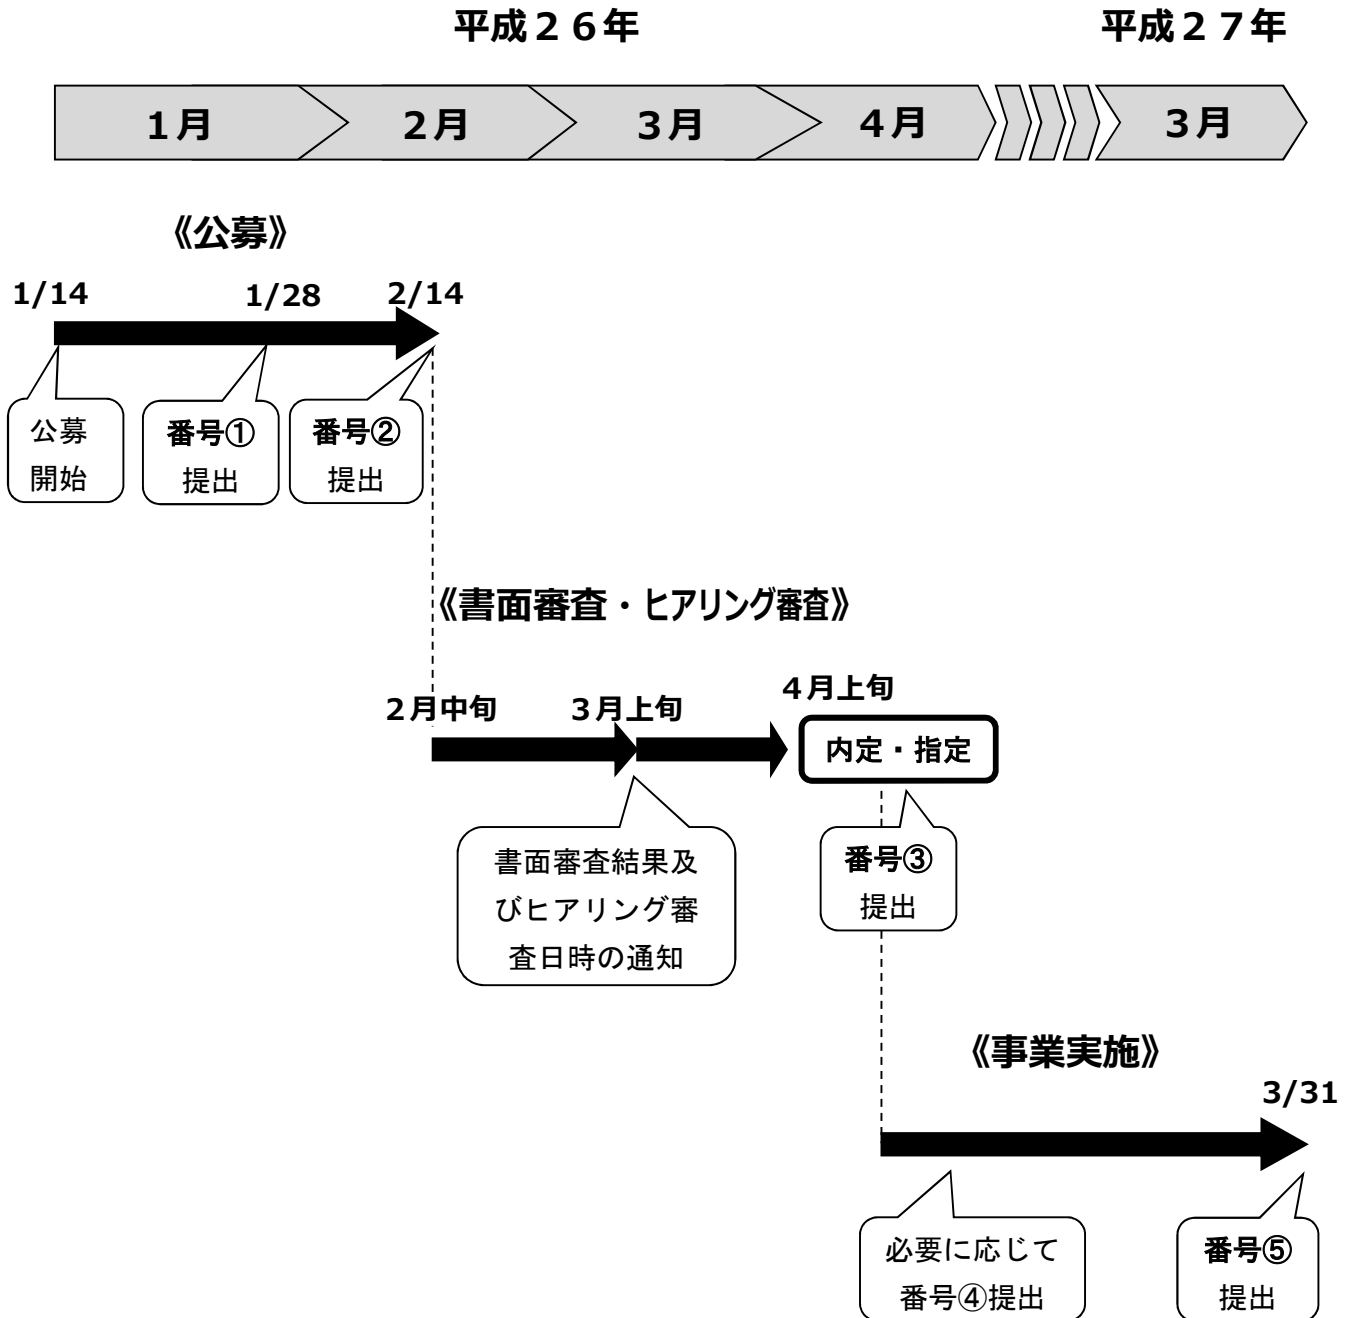 平成２６年
平成２７年
１月
２月
３月
４月
３月
《公募》
1/14
1/28
2/14
公募
開始
番号①
提出
番号②
提出
《書面審査・ヒアリング審査》
２月中旬
３月上旬
４月上旬
内定・指定
書面審査結果及
びヒアリング審
査日時の通知
番号③
提出
《事業実施》
3/31
必要に応じて
番号④提出
番号⑤
提出